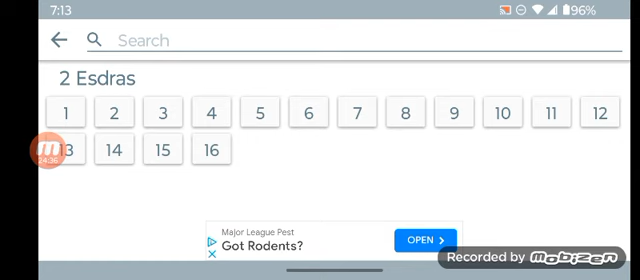 7:13
96%
Search
2 Esdras
1 2 3 4 5 6 7 8 9 10 11 12
13 14 15 16
24:36
Major League Pest
Got Rodents?
OPEN
Recorded by MOBIZEN